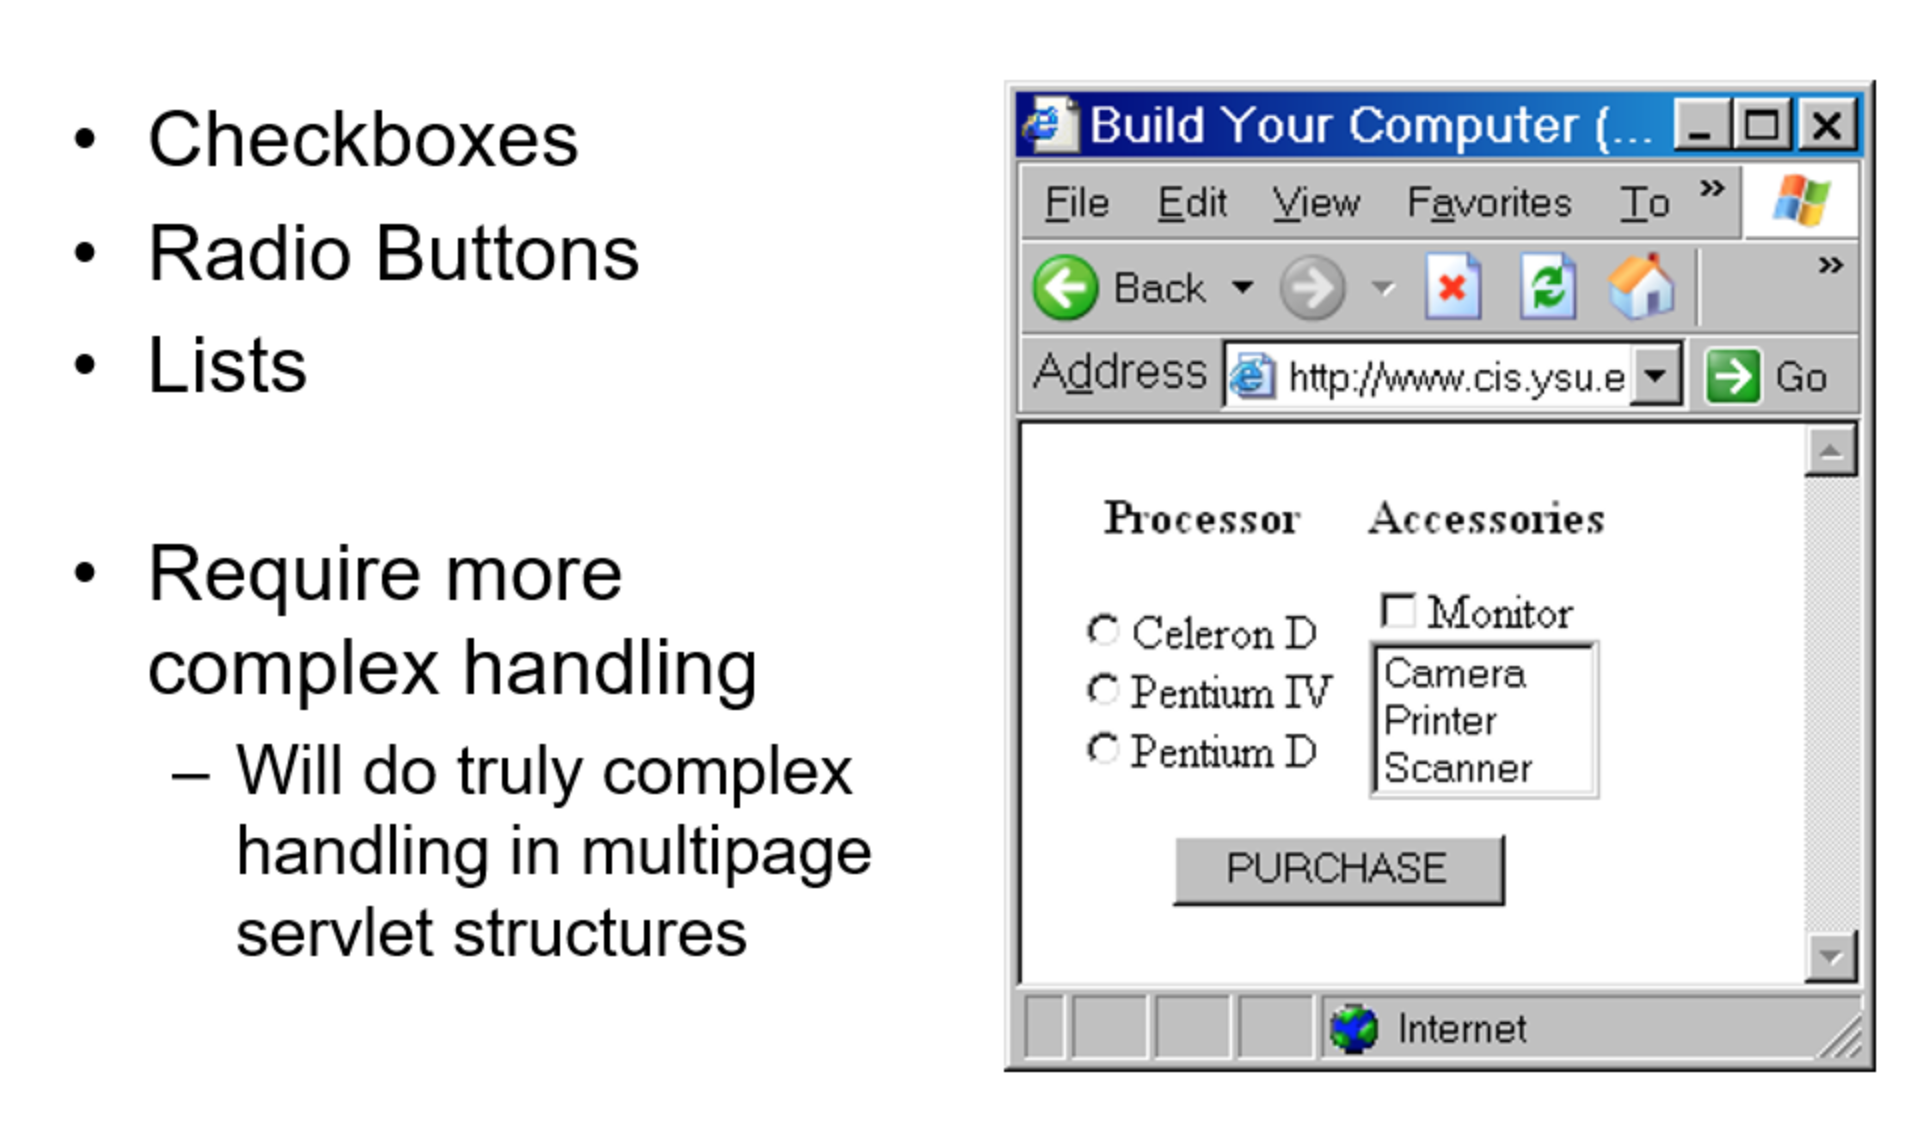 • Checkboxes
• Radio Buttons
• Lists
• Require more
complex handling
– Will do truly complex
handling in multipage
servlet structures
Build Your Computer (...
File Edit View Favorites To »
Back »
Address http://www.cis.ysu.e Go
Processor Accessories
Monitor
Celeron D
Camera
Pentium IV
Printer
Pentium D
Scanner
PURCHASE
Internet